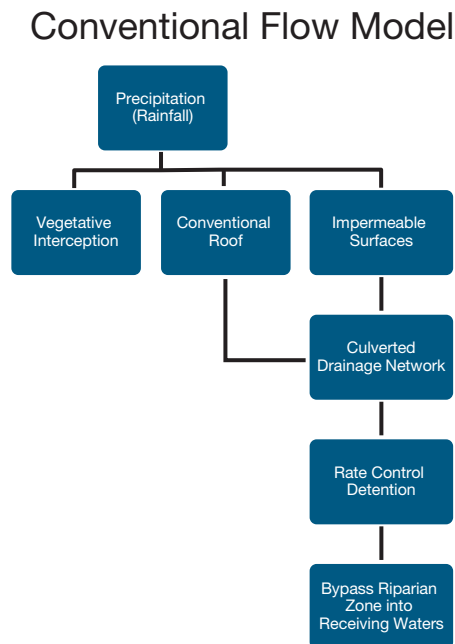 Conventional Flow Model
Precipitation
(Rainfall)
Vegetative
Interception
Conventional
Roof
Impermeable
Surfaces
Culverted
Drainage Network
Rate Control
Detention
Bypass Riparian
Zone into
Receiving Waters